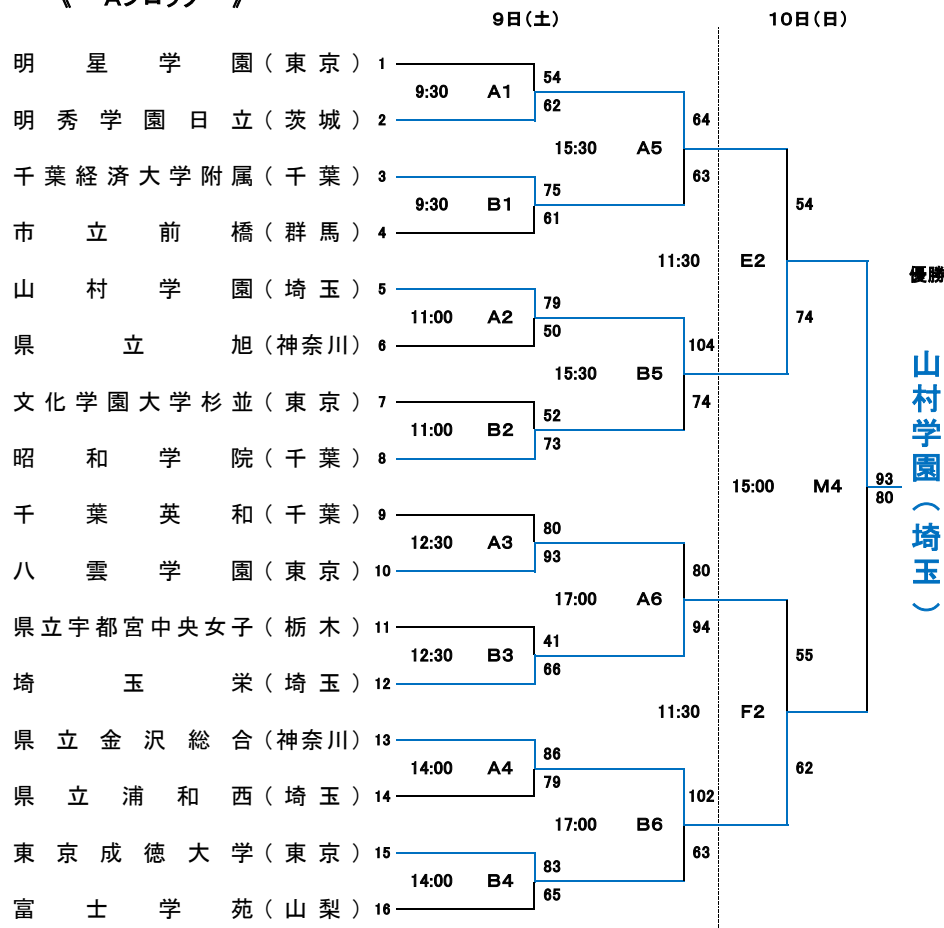 《 Aブロック 》
9日(土) 10日(日)
明星学園(東京) 1
54
9:30 A1
62
明秀学園日立(茨城) 2
64
15:30 A5
千葉経済大学附属(千葉) 3
63
75
9:30 B1
61
54
市立前橋(群馬) 4
11:30 E2
優勝
山村学園(埼玉) 5
79
11:00 A2
50
74
県立旭(神奈川) 6
104
15:30 B5
文化学園大学杉並(東京) 7
74
52
11:00 B2
73
昭和学院(千葉) 8
山村学園(埼玉)
15:00 M4
93
80
千葉英和(千葉) 9
80
12:30 A3
93
八雲学園(東京) 10
80
17:00 A6
県立宇都宮中央女子(栃木) 11
94
41
12:30 B3
66
55
埼玉栄(埼玉) 12
11:30 F2
県立金沢総合(神奈川) 13
86
14:00 A4
79
62
県立浦和西(埼玉) 14
102
17:00 B6
東京成徳大学(東京) 15
63
83
14:00 B4
65
富士学苑(山梨) 16